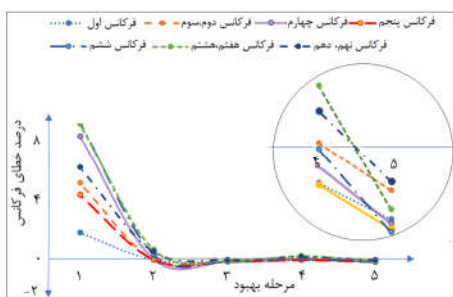 فرکانس اول فرکانس دوم،سوم فرکانس چهارم فرکانس پنجم
فرکانس ششم فرکانس هفتم،هشتم فرکانس نهم، دهم
درصد خطای فرکانس
۸
۴
۰
-۲
۱ ۲ ۳ ۴ ۵
مرحله بهبود
۴ ۵